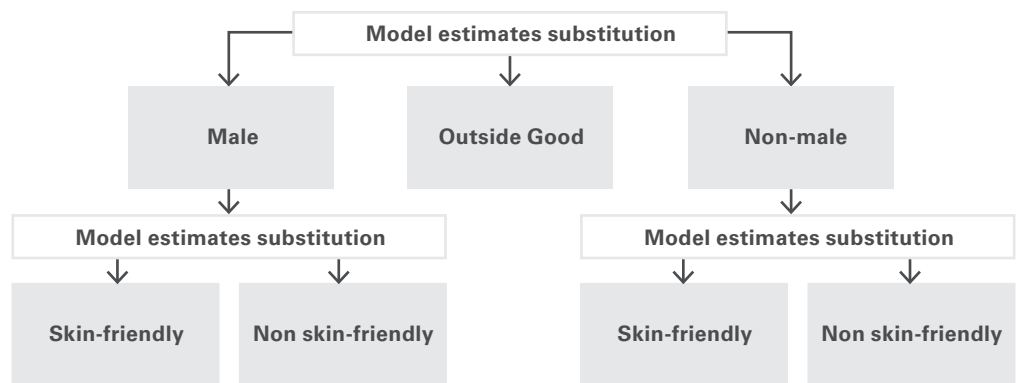 Model estimates substitution
Male
Outside Good
Non-male
Model estimates substitution
Model estimates substitution
Skin-friendly
Non skin-friendly
Skin-friendly
Non skin-friendly